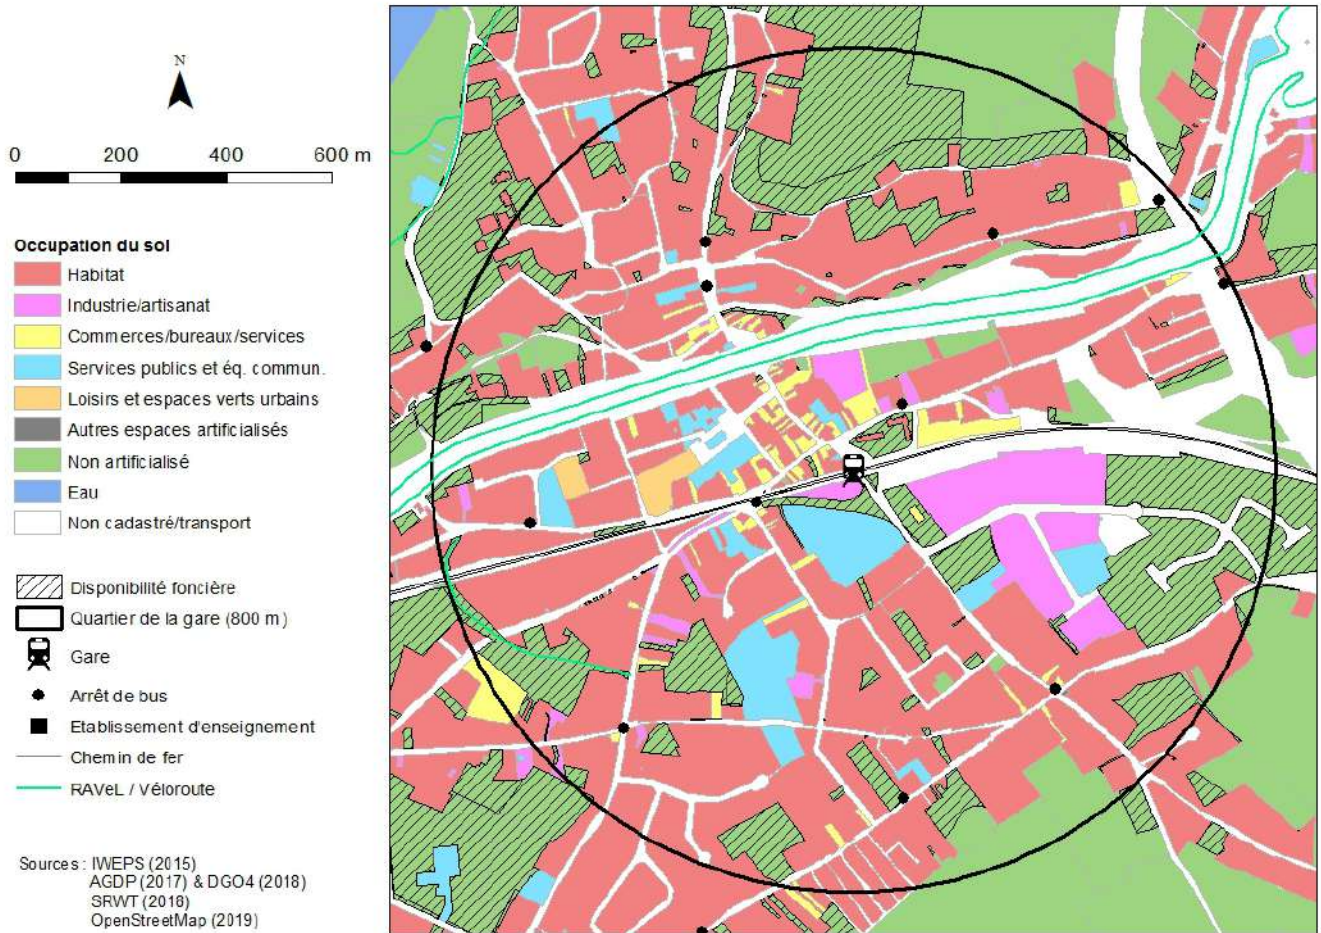 N
0 200 400 600 m
Occupation du sol
Habitat
Industrie/artisanat
Commerces/bureaux/services
Services publics et éq. commun.
Loisirs et espaces verts urbains
Autres espaces artificialisés
Non artificialisé
Eau
Non cadastré/transport
Disponibilité foncière
Quartier de la gare (800 m)
Gare
Arrêt de bus
Etablissement d'enseignement
Chemin de fer
RAVeL / Véloroute
Sources : IWEPS (2015)
AGDP (2017) & DGO4 (2018)
SRWT (2018)
OpenStreetMap (2019)